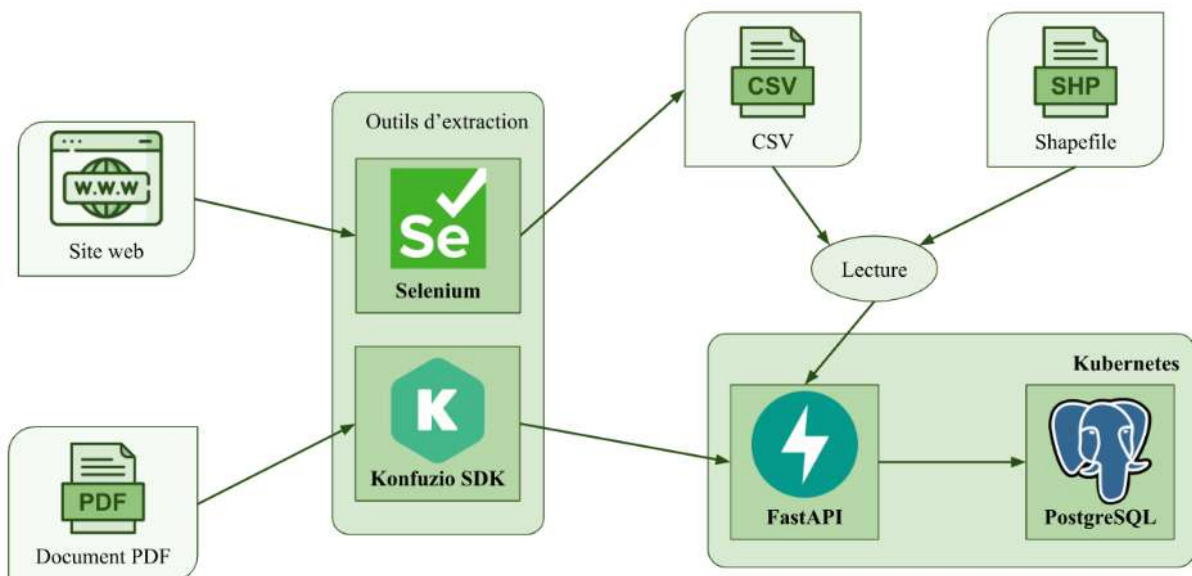 CSV
CSV
SHP
Shapefile
Outils d'extraction
W.W.W
Site web
Se
Selenium
Lecture
K
Konfuzio SDK
PDF
Document PDF
Kubernetes
FastAPI
PostgreSQL